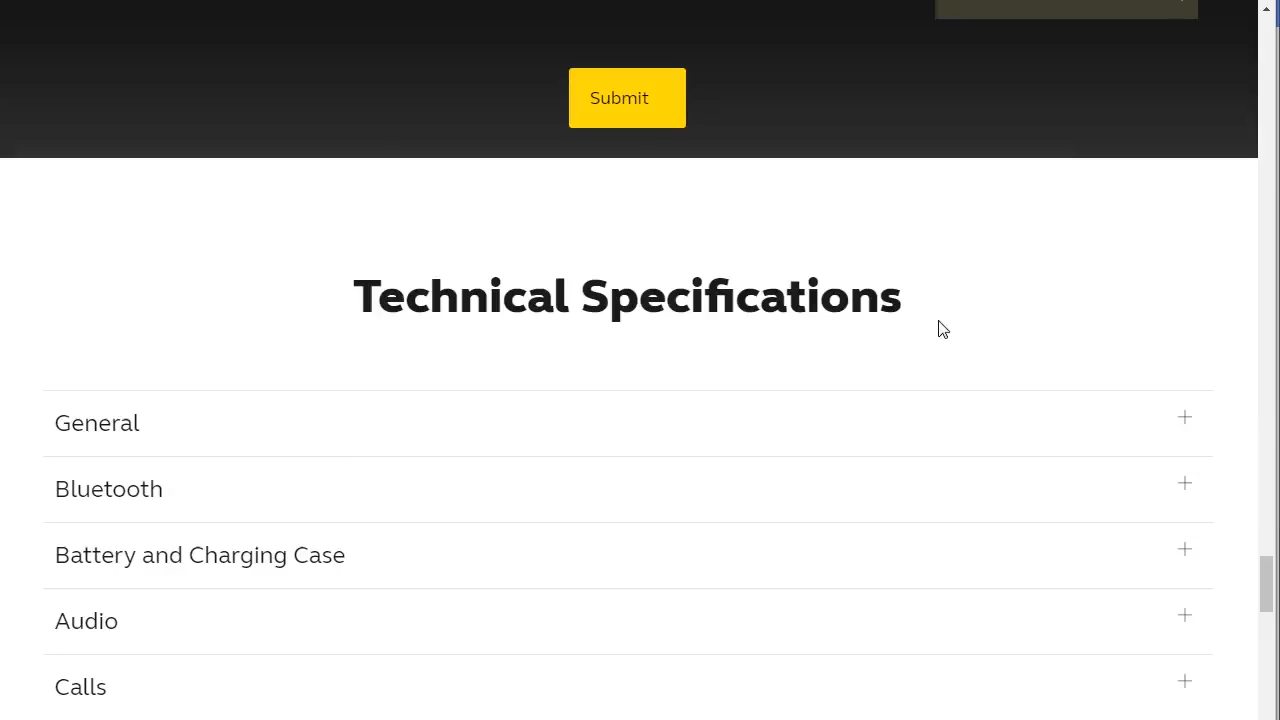 Submit
Technical Specifications
General
Bluetooth
Battery and Charging Case
Audio
Calls